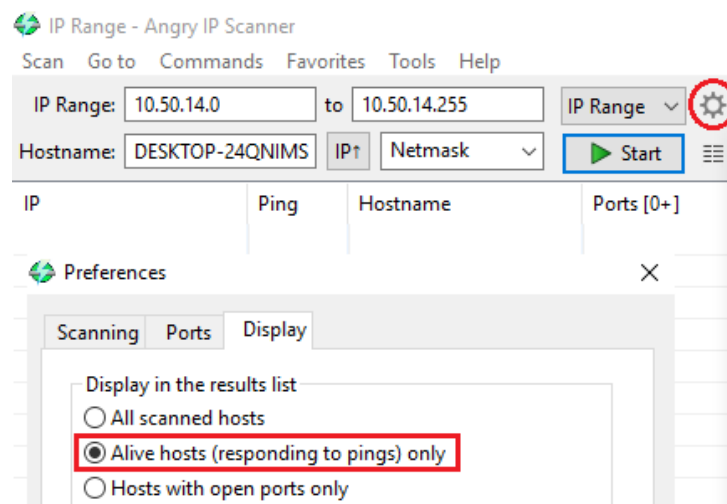 IP Range - Angry IP Scanner
Scan Go to Commands Favorites Tools Help
IP Range: 10.50.14.0 to 10.50.14.255 IP Range
Hostname: DESKTOP-24QNIMS IP↑ Netmask Start
IP Ping Hostname Ports [0+]
Preferences
Scanning Ports Display
Display in the results list
All scanned hosts
Alive hosts (responding to pings) only
Hosts with open ports only